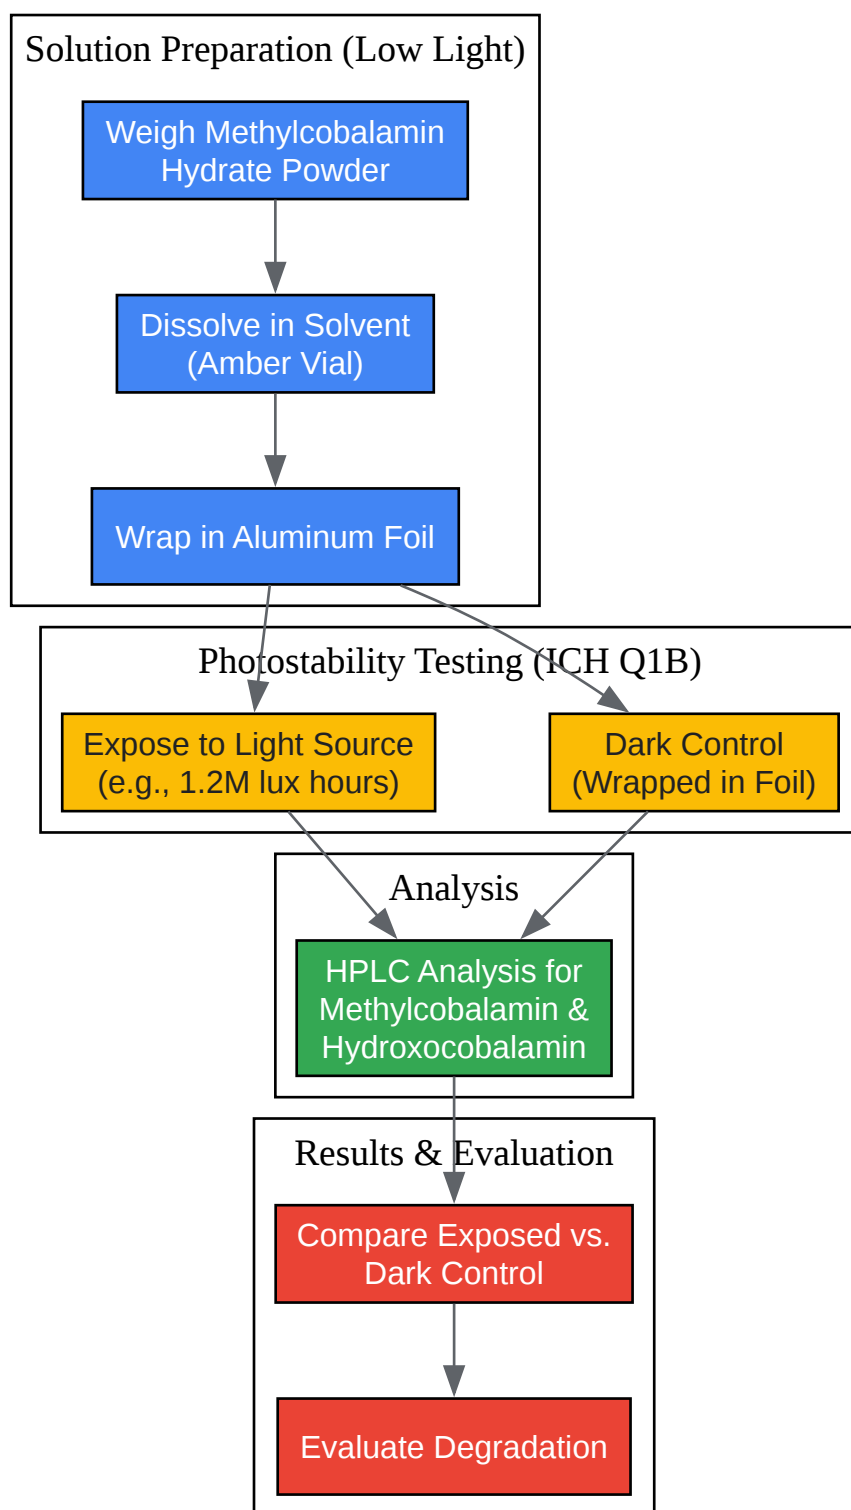 Solution Preparation (Low Light)
Weigh Methylcobalamin
Hydrate Powder
Dissolve in Solvent
(Amber Vial)
Wrap in Aluminum Foil
Photostability Testing (ICH Q1B)
Expose to Light Source
(e.g., 1.2M lux hours)
Dark Control
(Wrapped in Foil)
Analysis
HPLC Analysis for
Methylcobalamin &
Hydroxocobalamin
Results & Evaluation
Compare Exposed vs.
Dark Control
Evaluate Degradation